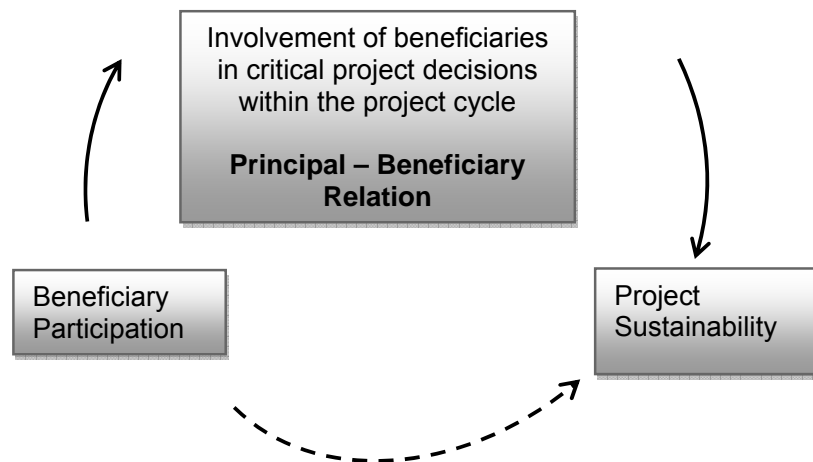 Involvement of beneficiaries
in critical project decisions
within the project cycle
Principal – Beneficiary
Relation
Beneficiary
Participation
Project
Sustainability